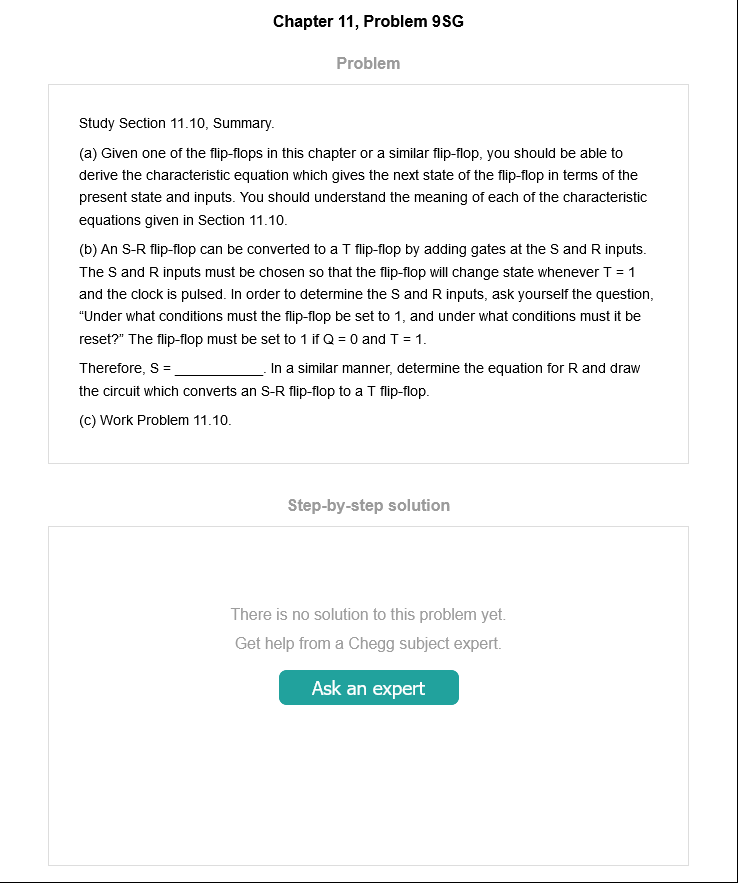 Chapter 11, Problem 9SG
Problem
Study Section 11.10, Summary.
(a) Given one of the flip-flops in this chapter or a similar flip-flop, you should be able to
derive the characteristic equation which gives the next state of the flip-flop in terms of the
present state and inputs. You should understand the meaning of each of the characteristic
equations given in Section 11.10.
(b) An S-R flip-flop can be converted to a T flip-flop by adding gates at the S and R inputs.
The S and R inputs must be chosen so that the flip-flop will change state whenever T = 1
and the clock is pulsed. In order to determine the S and R inputs, ask yourself the question,
“Under what conditions must the flip-flop be set to 1, and under what conditions must it be
reset?” The flip-flop must be set to 1 if Q = 0 and T = 1.
Therefore, S = ____________. In a similar manner, determine the equation for R and draw
the circuit which converts an S-R flip-flop to a T flip-flop.
(c) Work Problem 11.10.
Step-by-step solution
There is no solution to this problem yet.
Get help from a Chegg subject expert.
Ask an expert